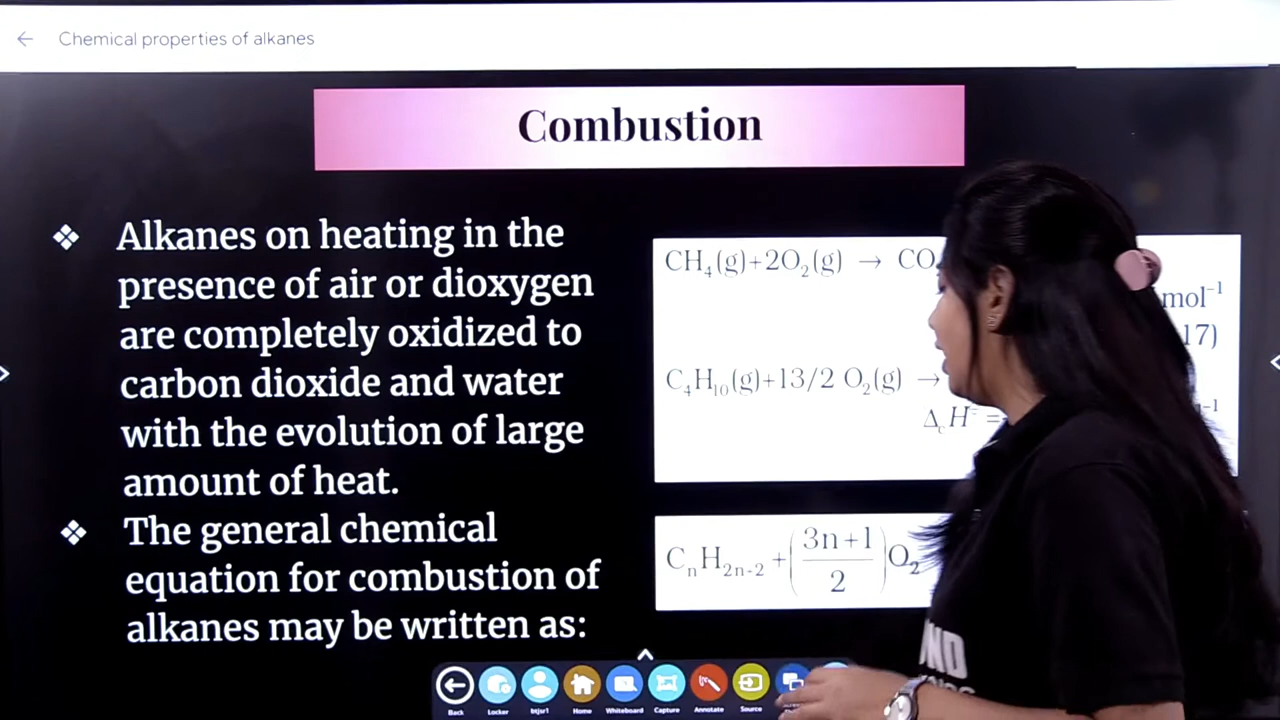 Chemical properties of alkanes
Combustion
❖ Alkanes on heating in the
presence of air or dioxygen
are completely oxidized to
carbon dioxide and water
with the evolution of large
amount of heat.
❖ The general chemical
equation for combustion of
alkanes may be written as:
CH₄(g)+2O₂(g) → CO
mol⁻¹
17)
C₄H₁₀(g)+13/2 O₂(g) →
Δ꜀H⁼ =
CₙH₂ₙ₋₂ + (3n+1 / 2) O₂
Back Locker btjsr1 Home Whiteboard Capture Annotate Source